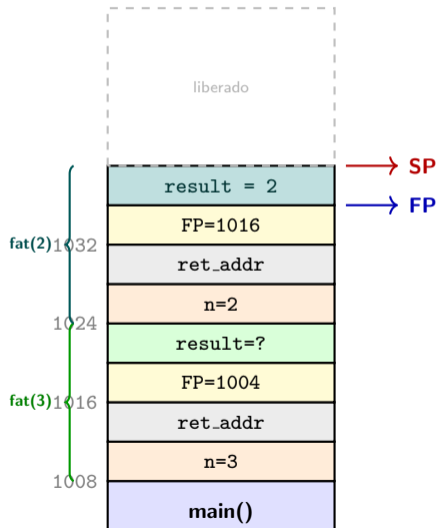 liberado
SP
result = 2
FP
FP=1016
fat(2)
1032
ret_addr
n=2
1024
result=?
FP=1004
fat(3)
1016
ret_addr
n=3
1008
main()